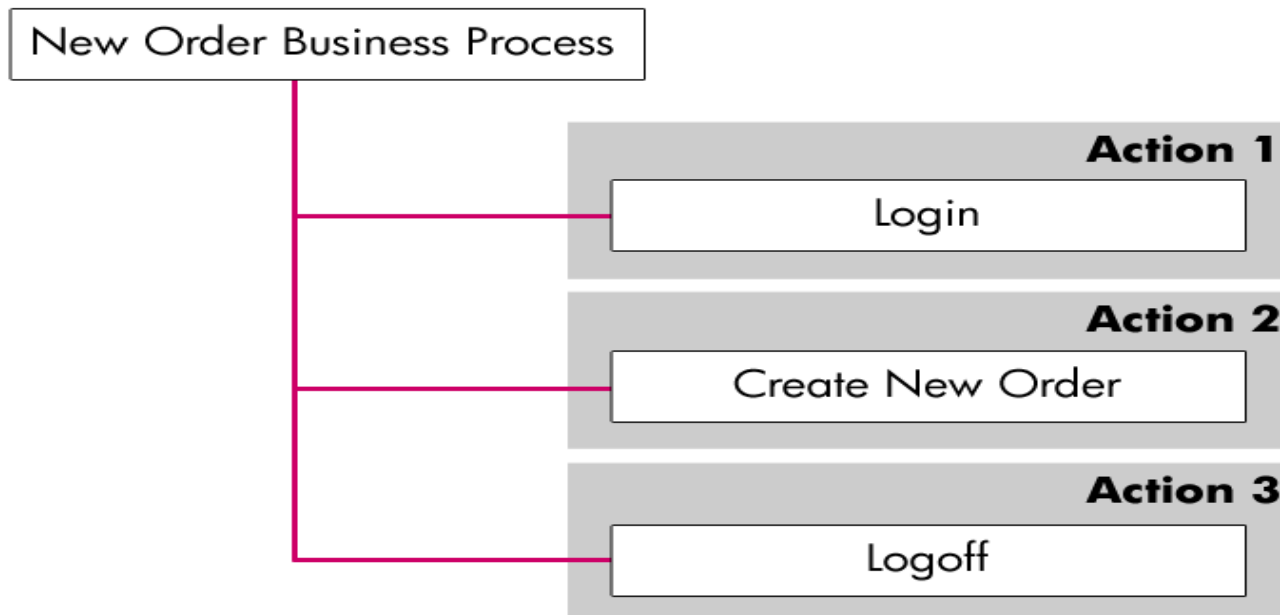 New Order Business Process
Action 1
Login
Action 2
Create New Order
Action 3
Logoff